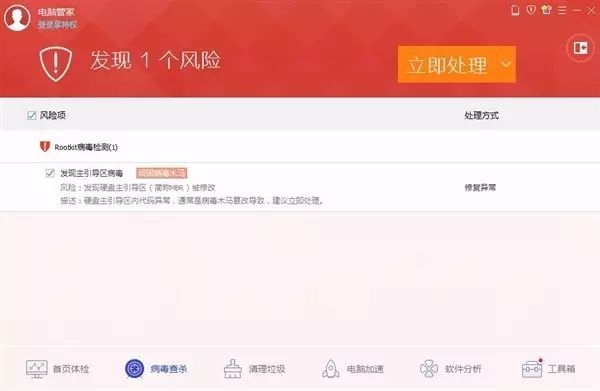 电脑管家
登录享特权
发现 1 个风险
立即处理
风险项
处理方式
Rootkit病毒检测(1)
发现主引导区病毒 顽固病毒木马
风险：发现硬盘主引导区（简称MBR）被修改
修复异常
描述：硬盘主引导区内代码异常，通常是病毒木马篡改导致，建议立即处理。
首页体检 病毒查杀 清理垃圾 电脑加速 软件分析 工具箱